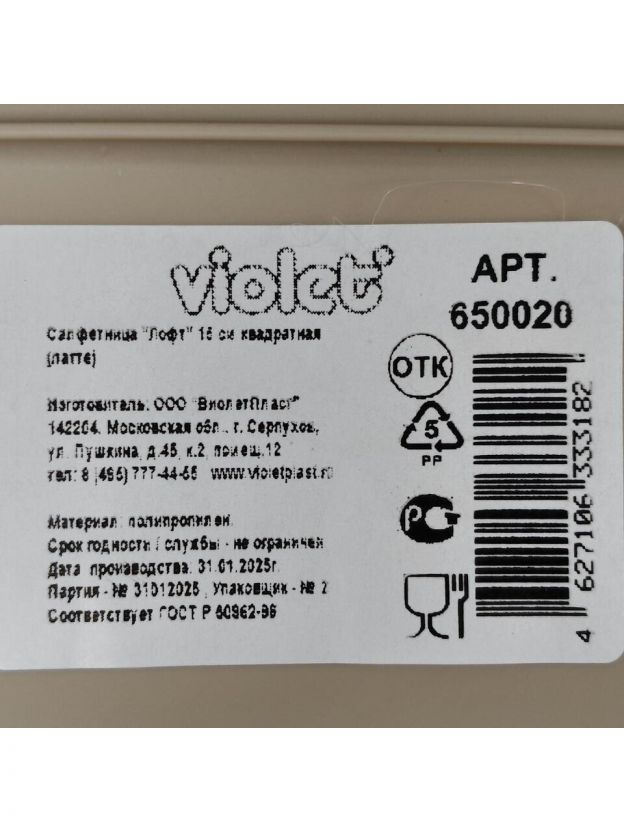 violet
Салфетница "Лофт" 15 см квадратная
(латте)
Изготовитель: ООО "ВиолетПласт"
142204, Московская обл., г. Серпухов,
ул. Пушкина, д.45, к.2, помещ.12
тел: 8 (495) 777-44-55 www.violetplast.ru
Материал: полипропилен.
Срок годности / службы - не ограничен
Дата производства: 31.01.2025г.
Партия - № 31012025, Упаковщик - № 2
Соответствует ГОСТ Р 50962-96
АРТ.
650020
ОТК
5
PP
4 627106 333182